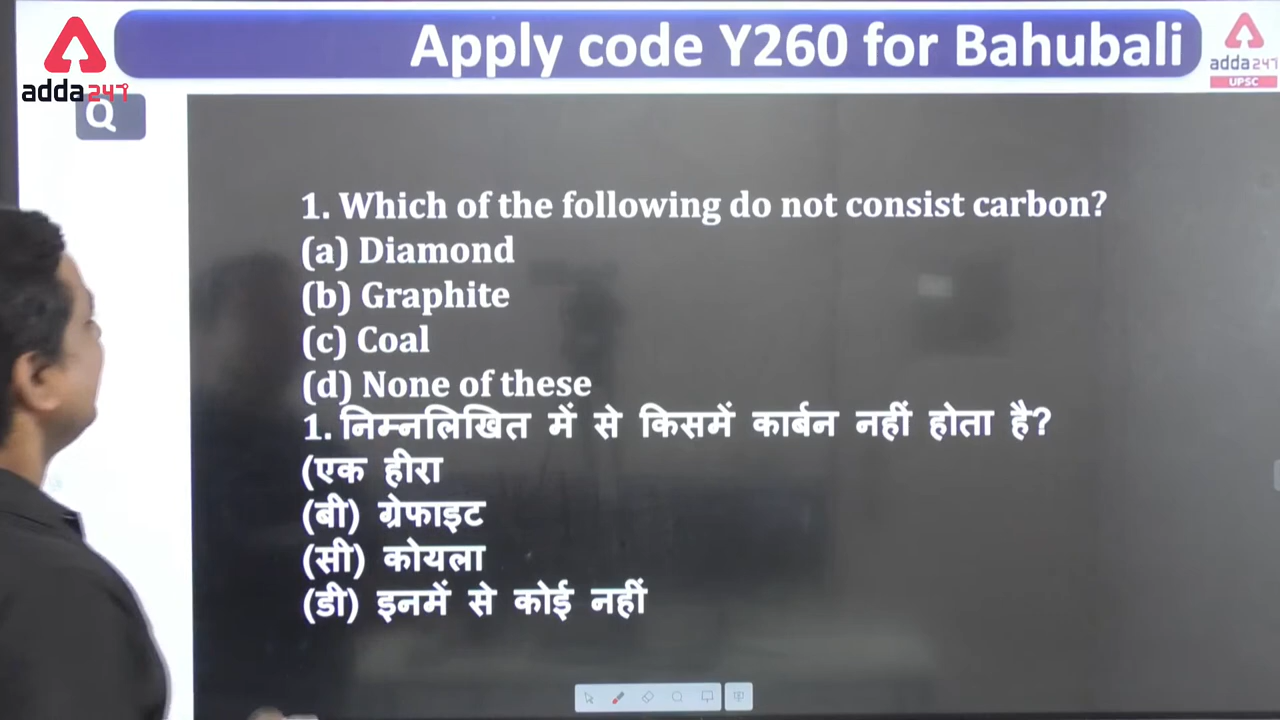 Apply code Y260 for Bahubali
adda247
adda247
UPSC
Q
1. Which of the following do not consist carbon?
(a) Diamond
(b) Graphite
(c) Coal
(d) None of these
1. निम्नलिखित में से किसमें कार्बन नहीं होता है?
(एक हीरा
(बी) ग्रेफाइट
(सी) कोयला
(डी) इनमें से कोई नहीं